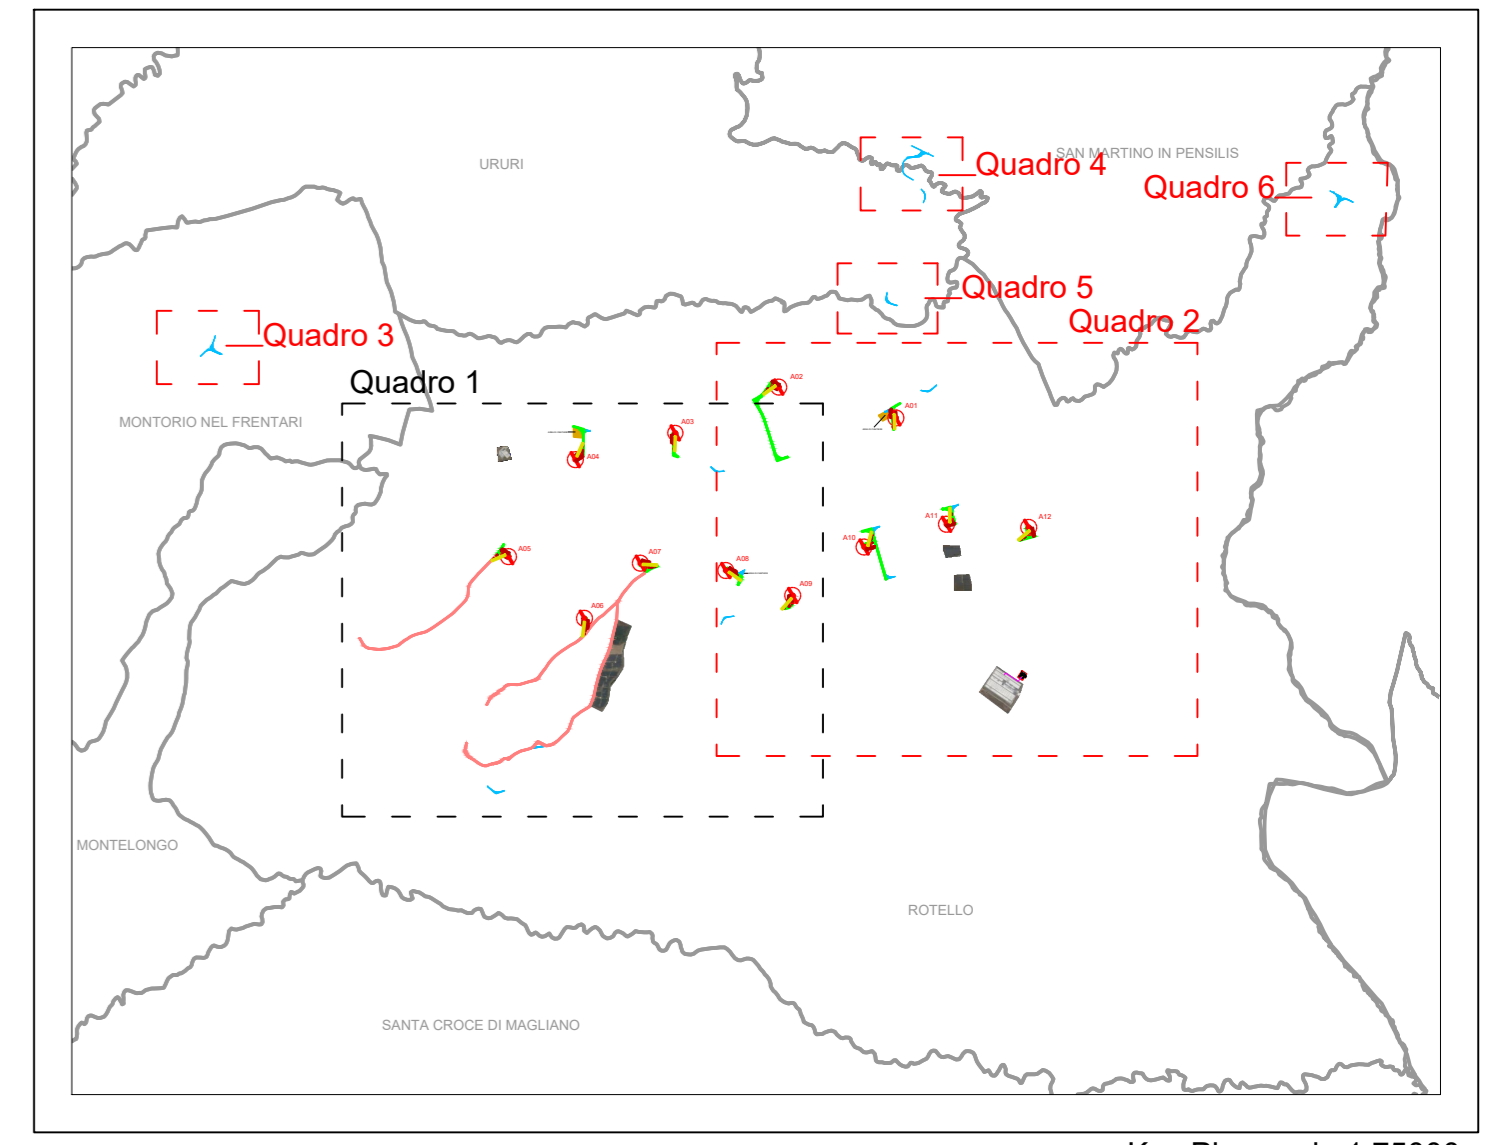 URURI
SAN MARTINO IN PENSILIS
Quadro 4
Quadro 6
Quadro 5
Quadro 2
Quadro 3
Quadro 1
MONTORIO NEL FRENTARI
A02
A01
A03
A04
A11
A12
A10
A05
A07
A08
A09
A06
MONTELONGO
ROTELLO
SANTA CROCE DI MAGLIANO